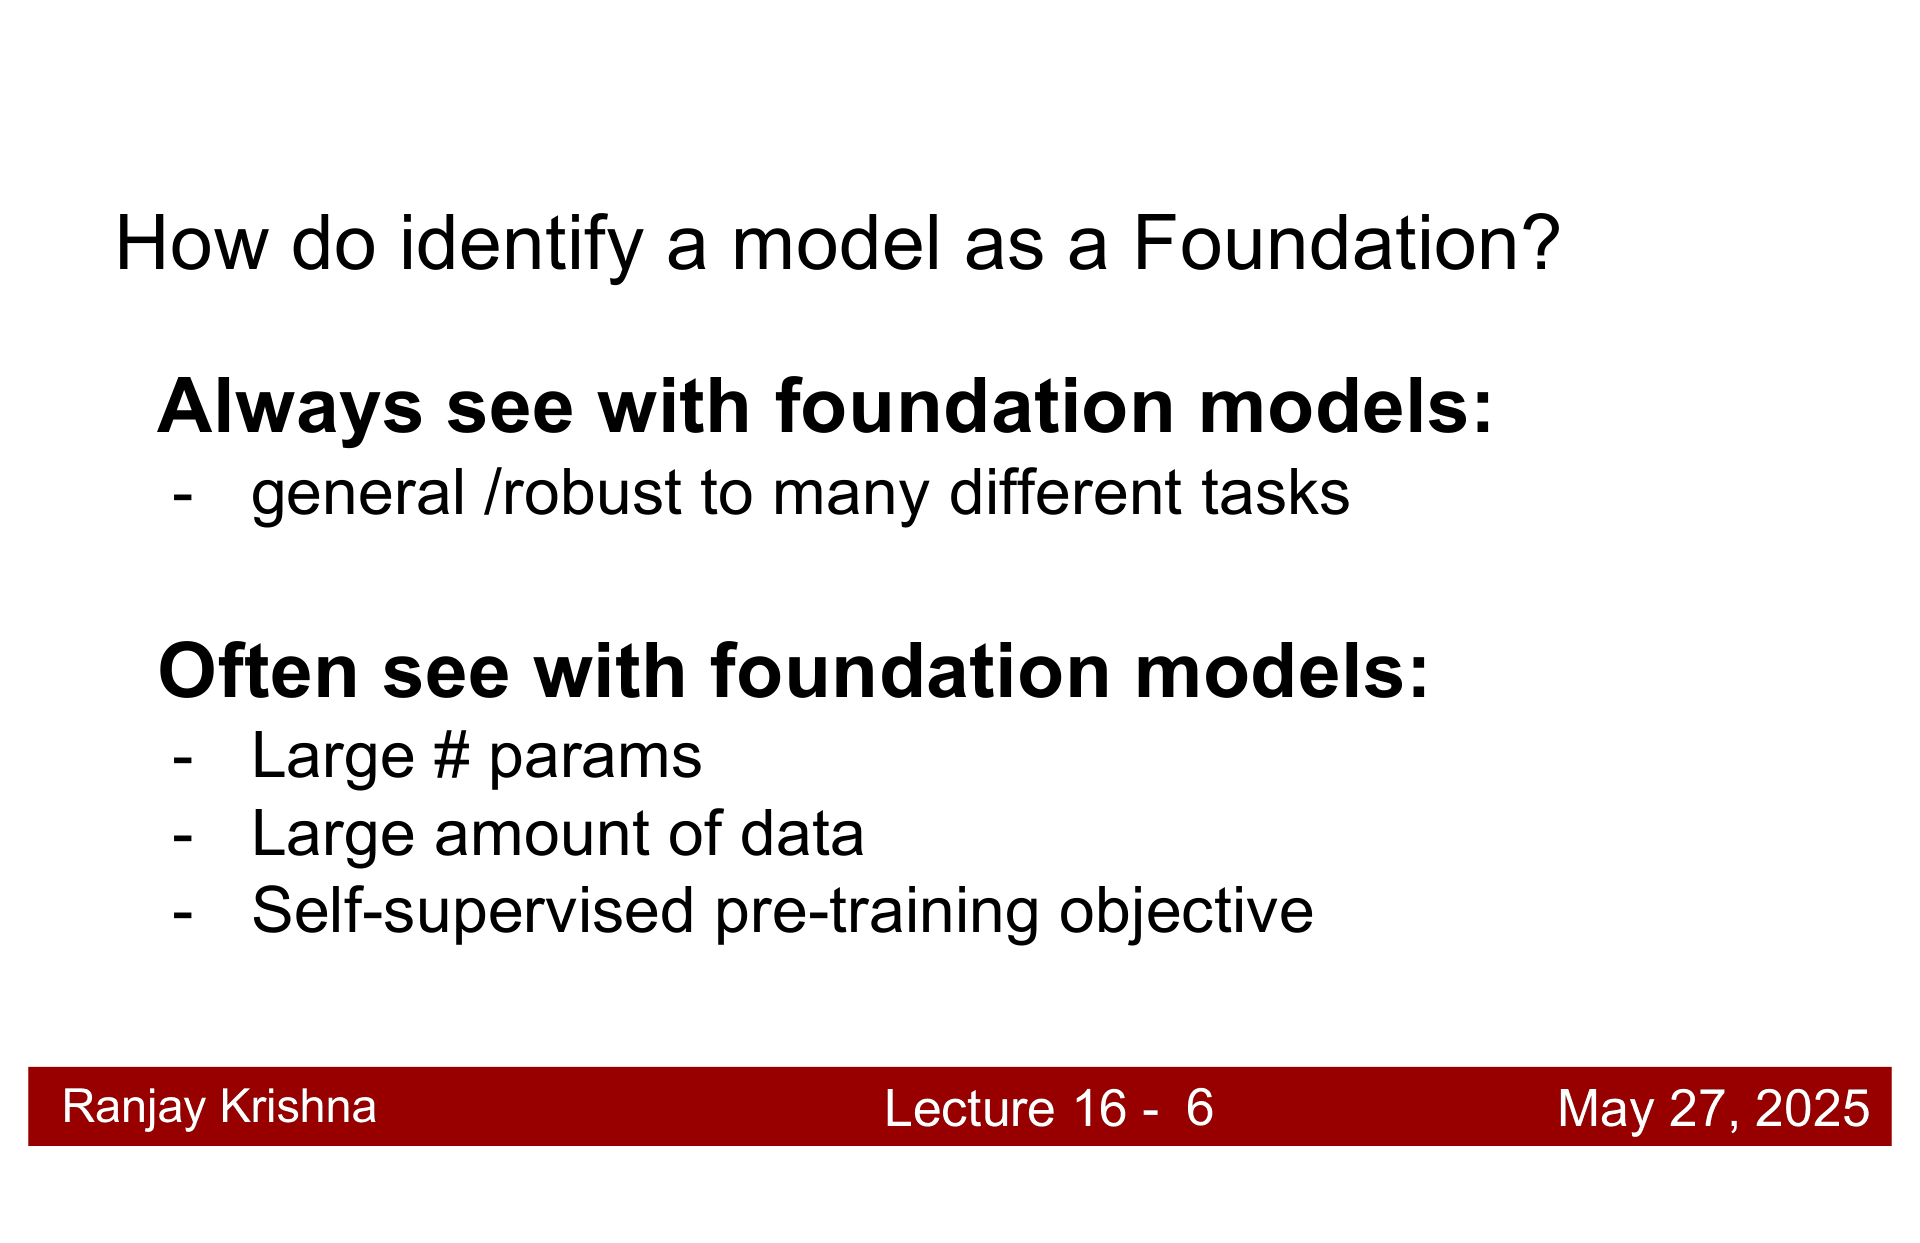 How do identify a model as a Foundation?
Always see with foundation models:
- general /robust to many different tasks
Often see with foundation models:
- Large # params
- Large amount of data
- Self-supervised pre-training objective
Ranjay Krishna Lecture 16 - 6 May 27, 2025